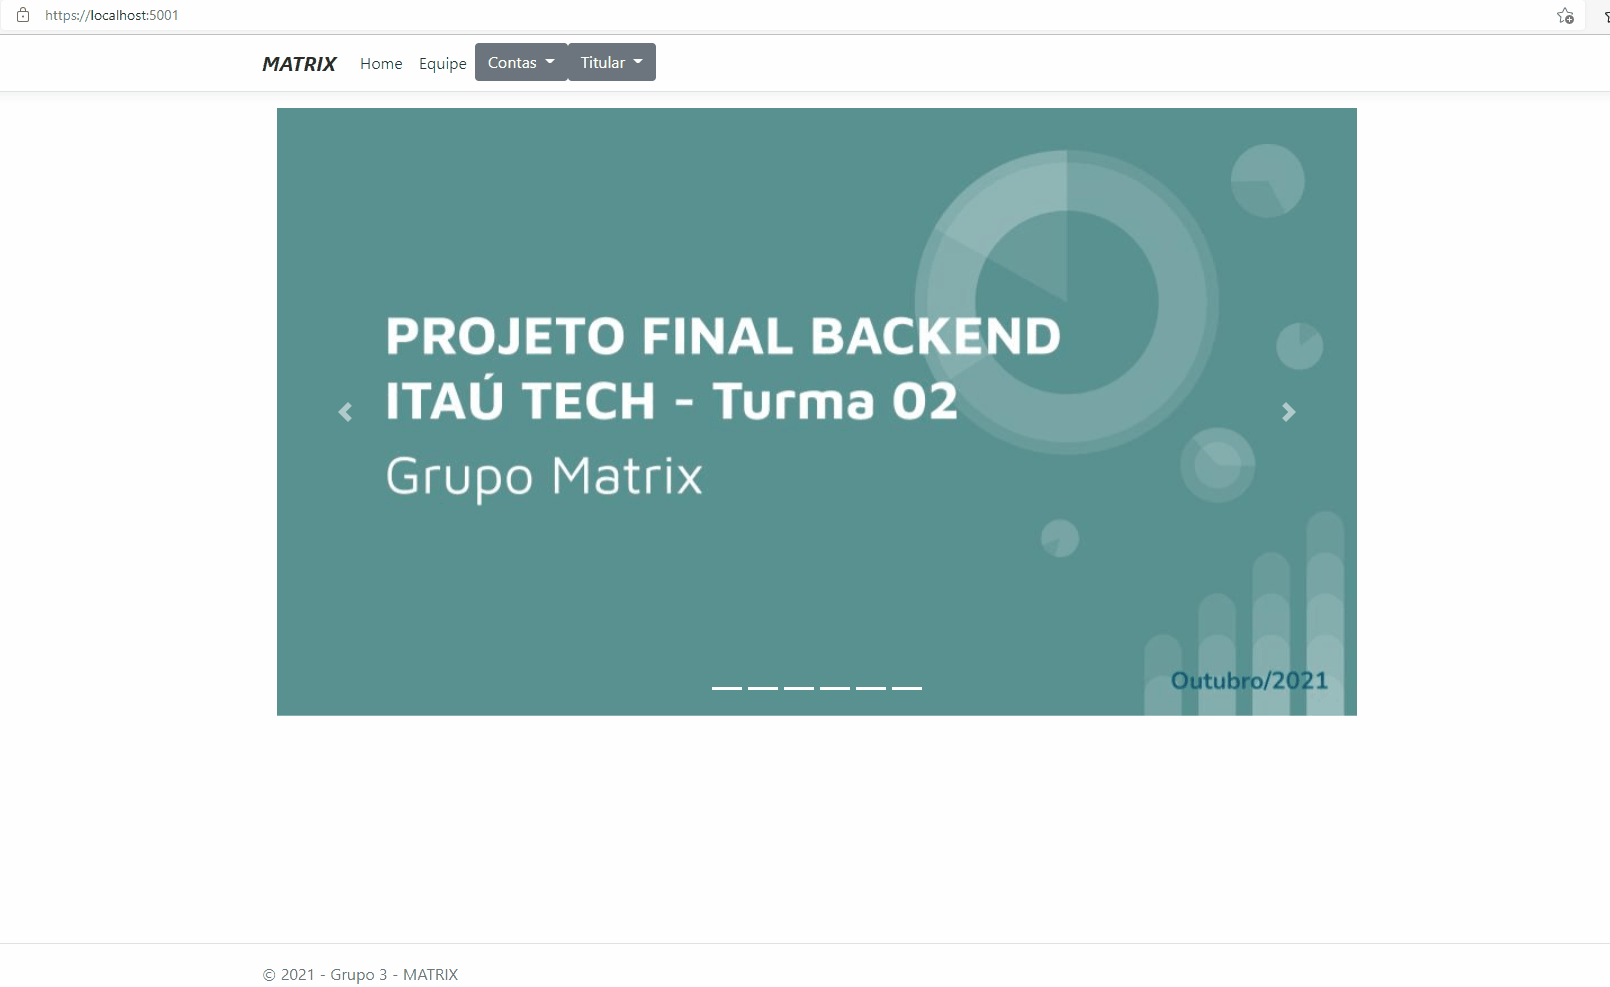 https://localhost:5001
MATRIX Home Equipe Contas Titular
PROJETO FINAL BACKEND
ITAÚ TECH - Turma 02
Grupo Matrix
Outubro/2021
© 2021 - Grupo 3 - MATRIX